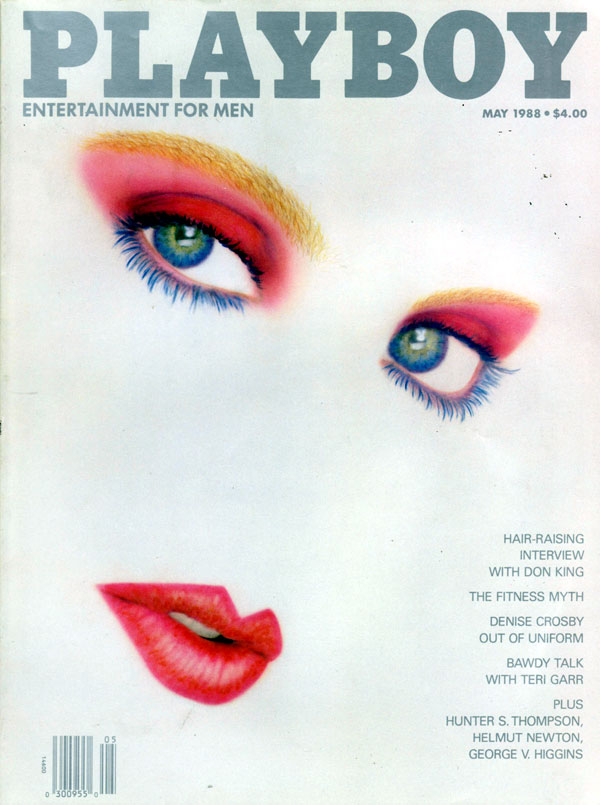 PLAYBOY
ENTERTAINMENT FOR MEN
MAY 1988 • $4.00
HAIR-RAISING
INTERVIEW
WITH DON KING
THE FITNESS MYTH
DENISE CROSBY
OUT OF UNIFORM
BAWDY TALK
WITH TERI GARR
PLUS
HUNTER S. THOMPSON,
HELMUT NEWTON,
GEORGE V. HIGGINS
05
14600
0 300955 0